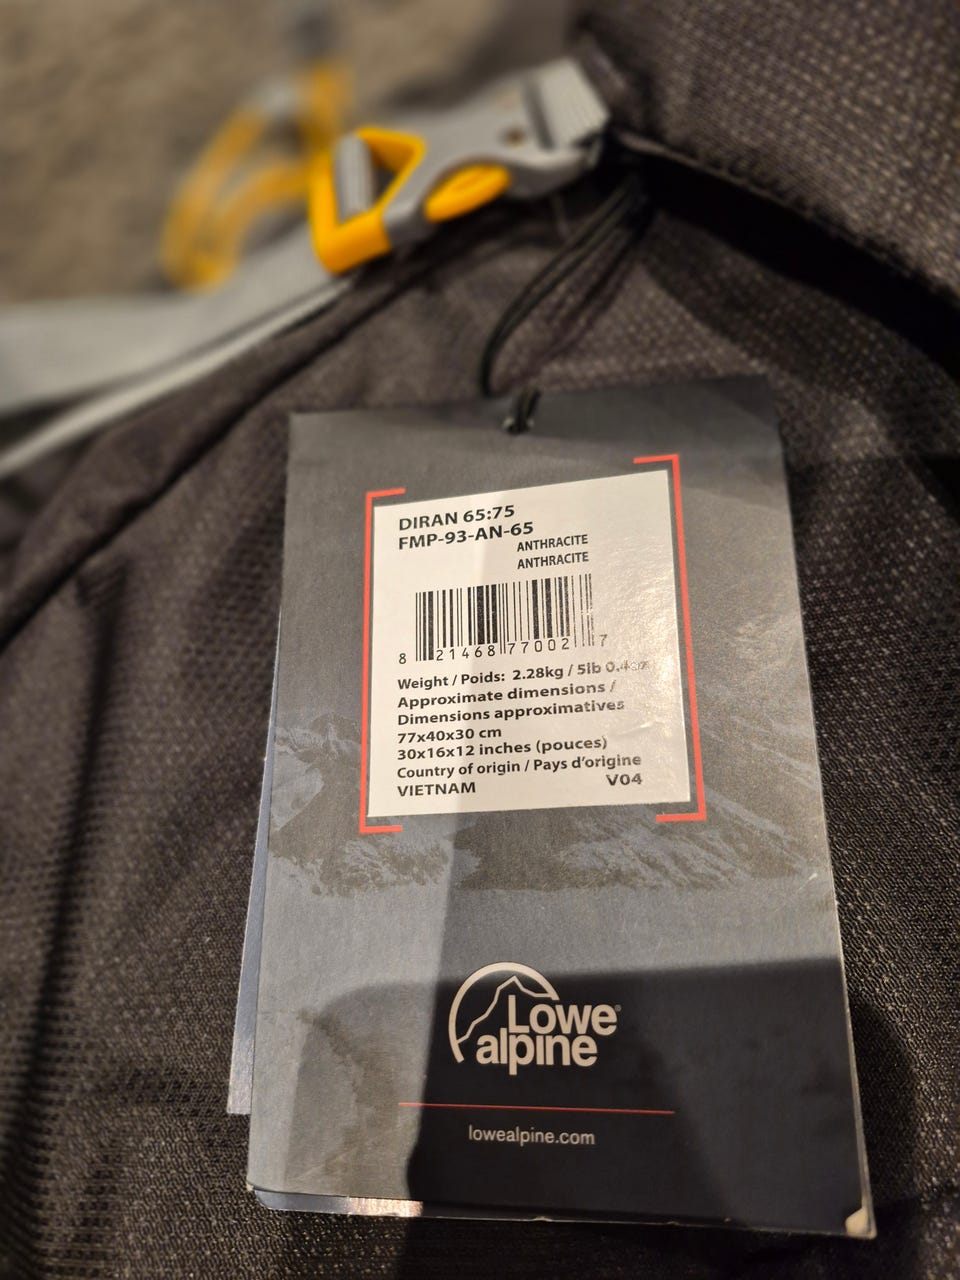 DIRAN 65:75
FMP-93-AN-65
ANTHRACITE
ANTHRACITE
8 21468 77002 7
Weight / Poids: 2.28kg / 5lb 0.4oz
Approximate dimensions /
Dimensions approximatives
77x40x30 cm
30x16x12 inches (pouces)
Country of origin / Pays d'origine
VIETNAM V04
Lowe
alpine
lowealpine.com